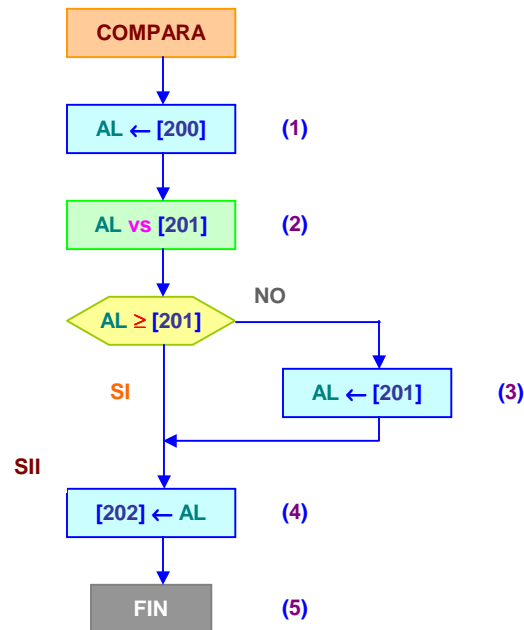 COMPARA
AL ← [200] (1)
AL vs [201] (2)
NO
AL ≥ [201]
SI
AL ← [201] (3)
SII
[202] ← AL (4)
FIN (5)